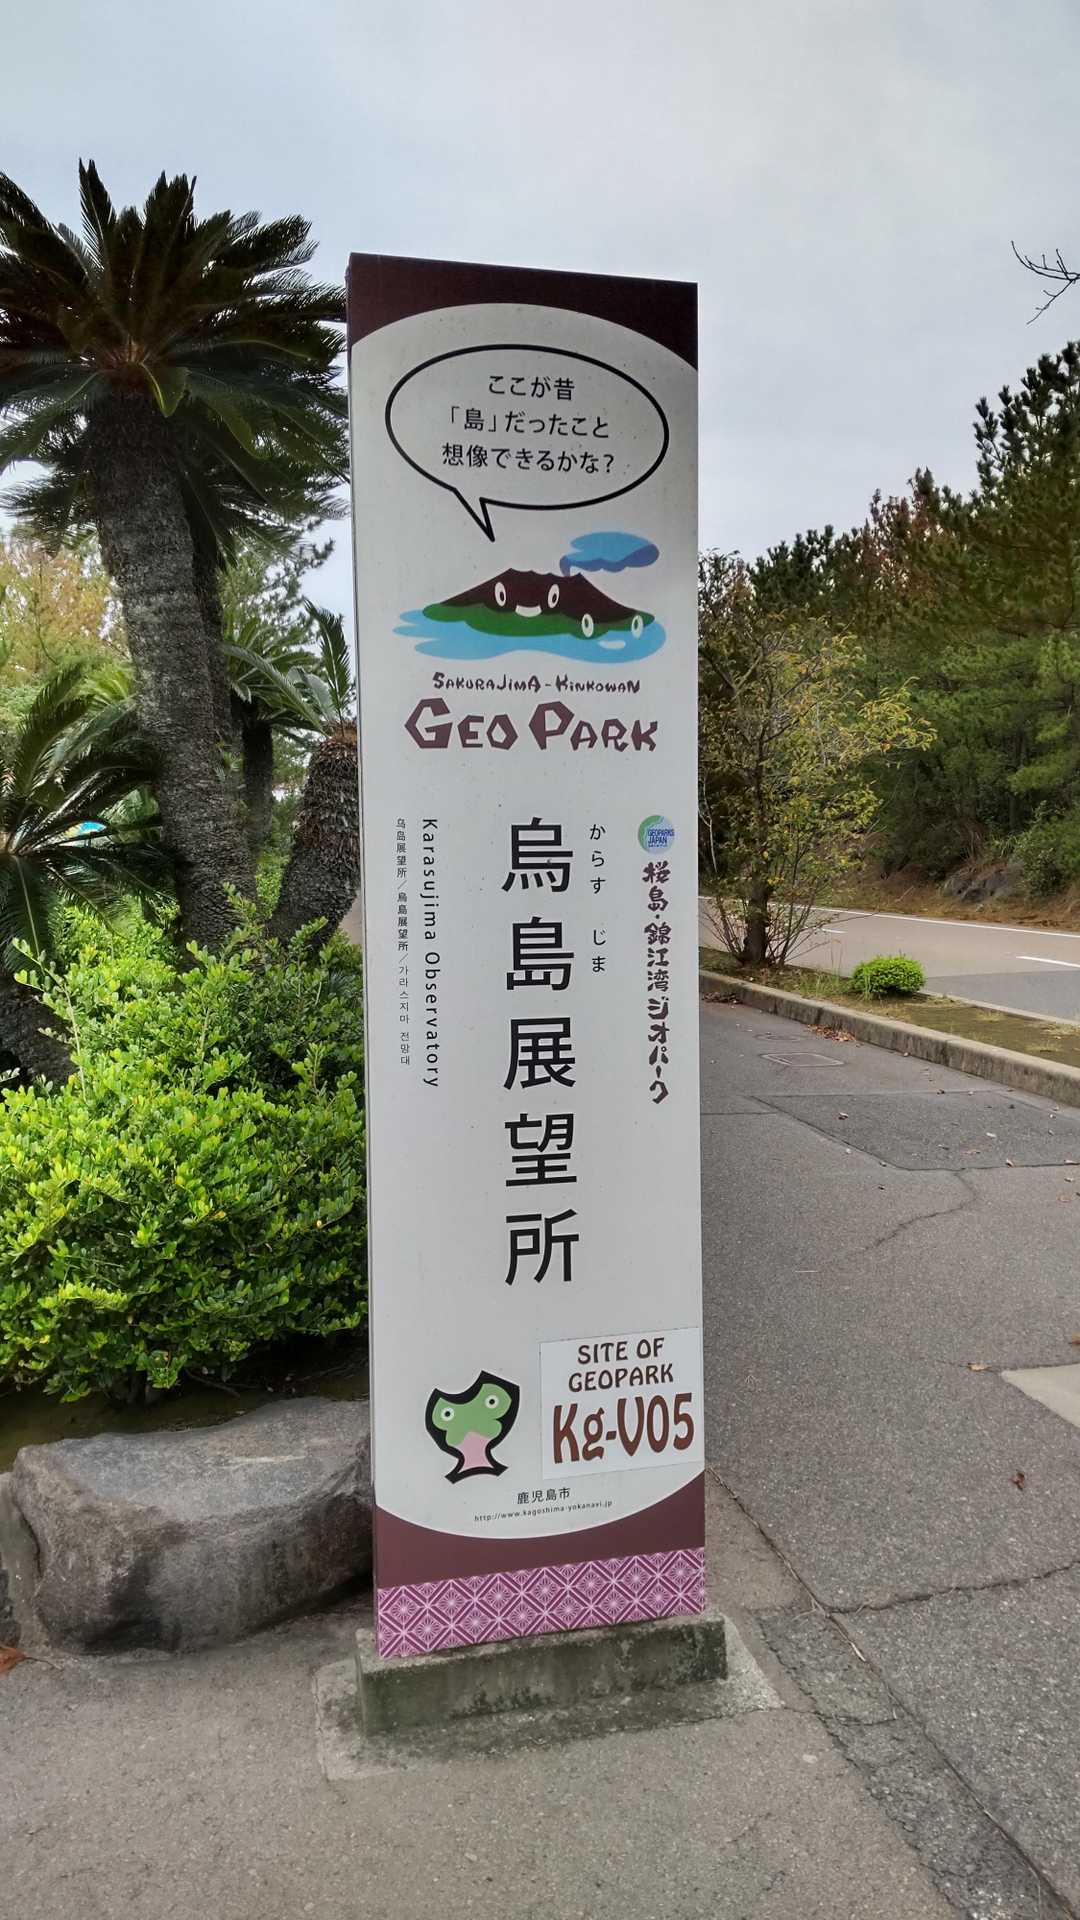 ここが昔
「島」だったこと
想像できるかな？
SAKURAJIMA-KINKOWAN
GEO PARK
GEOPARKS
JAPAN
桜島・錦江湾ジオパーク
からす じま
烏島展望所
Karasujima Observatory
乌岛展望所／烏島展望所／가라스지마 전망대
SITE OF
GEOPARK
Kg-V05
鹿児島市
http://www.kagoshima-yokanavi.jp